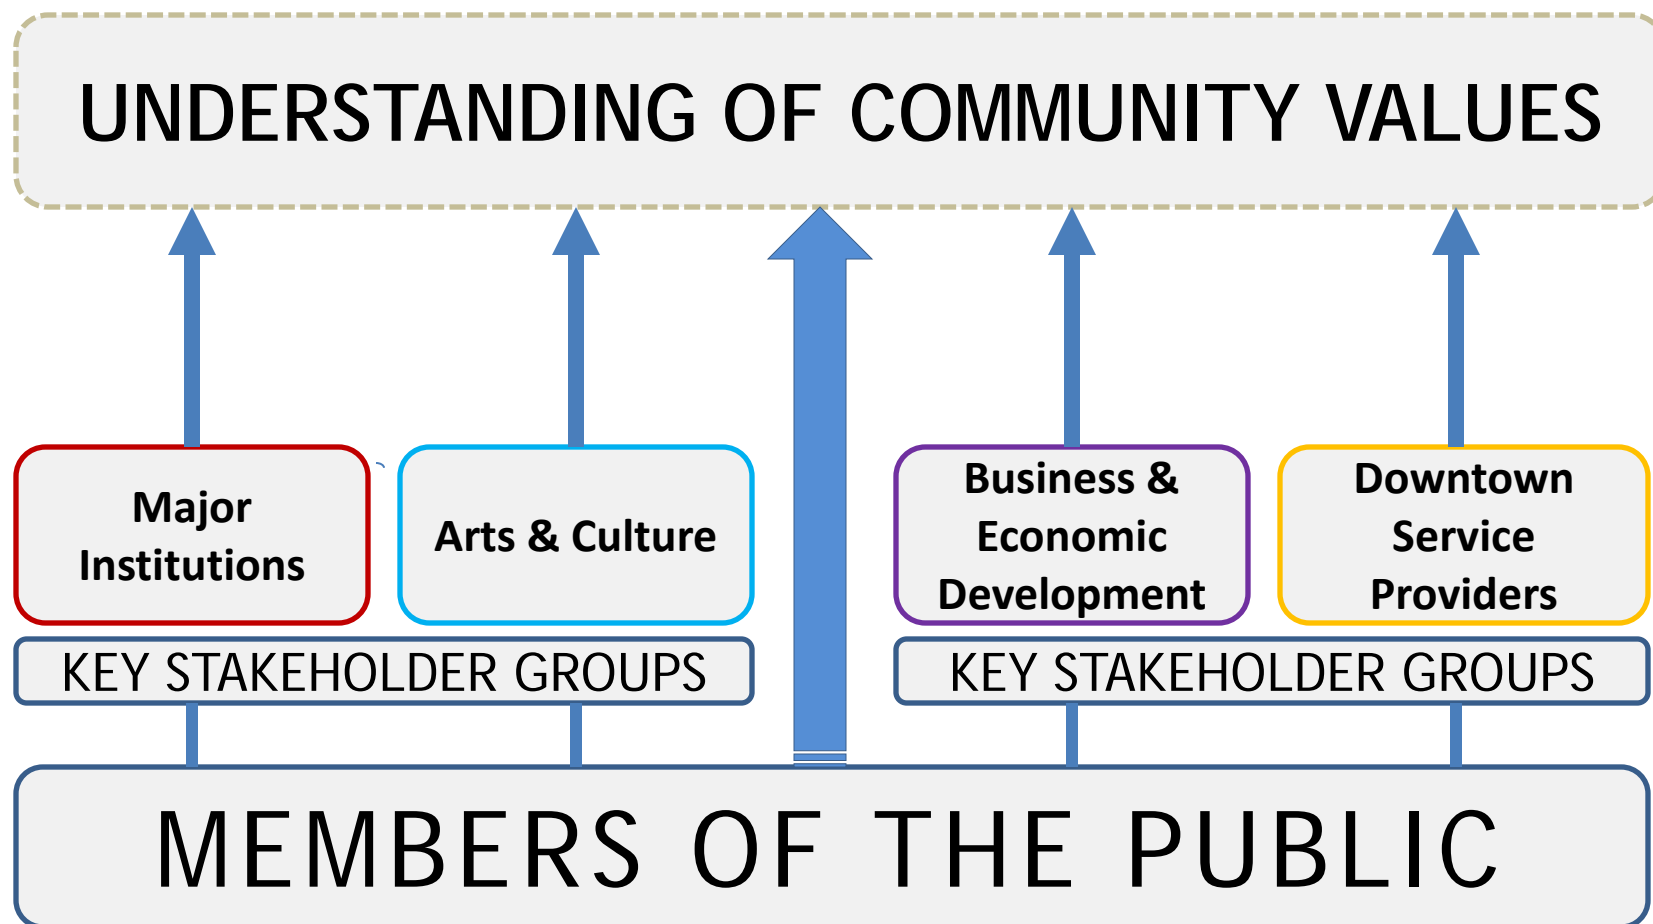 UNDERSTANDING OF COMMUNITY VALUES
Major
Institutions
Arts & Culture
Business &
Economic
Development
Downtown
Service
Providers
KEY STAKEHOLDER GROUPS
KEY STAKEHOLDER GROUPS
MEMBERS OF THE PUBLIC